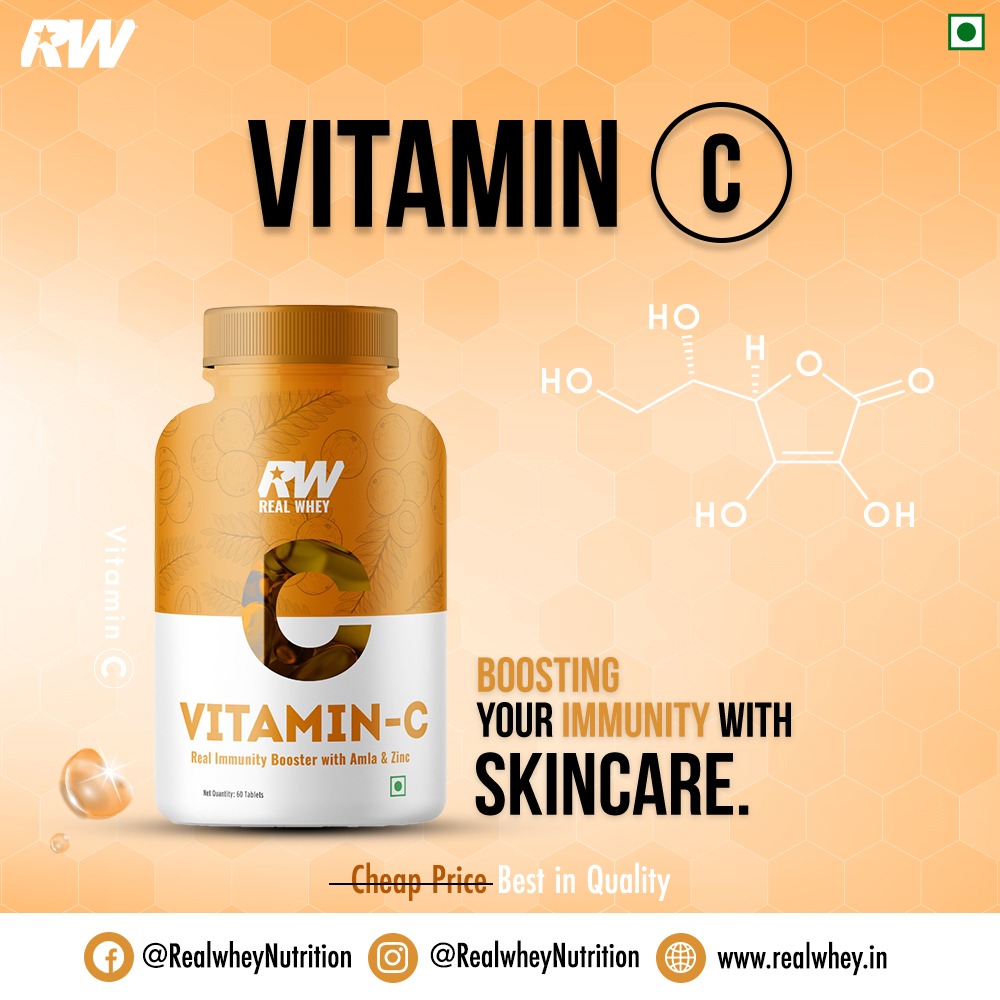 RW
VITAMIN C
HO
H
O
HO
O
HO
OH
RW
REAL WHEY
C
VITAMIN-C
Real Immunity Booster with Amla & Zinc
Net Quantity: 60 Tablets
Vitamin C
BOOSTING
YOUR IMMUNITY WITH
SKINCARE.
Cheap Price Best in Quality
@RealwheyNutrition @RealwheyNutrition www.realwhey.in